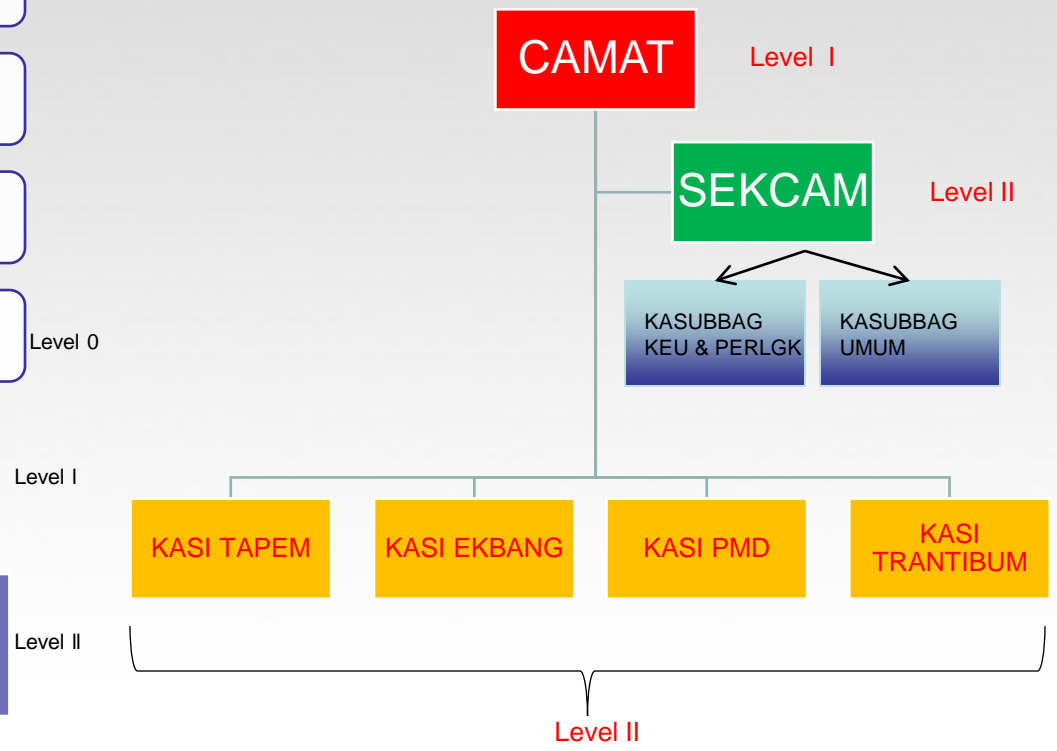 CAMAT
Level I
SEKCAM
Level II
KASUBBAG
KEU & PERLGK
KASUBBAG
UMUM
Level 0
Level I
KASI TAPEM
KASI EKBANG
KASI PMD
KASI
TRANTIBUM
Level II
Level II